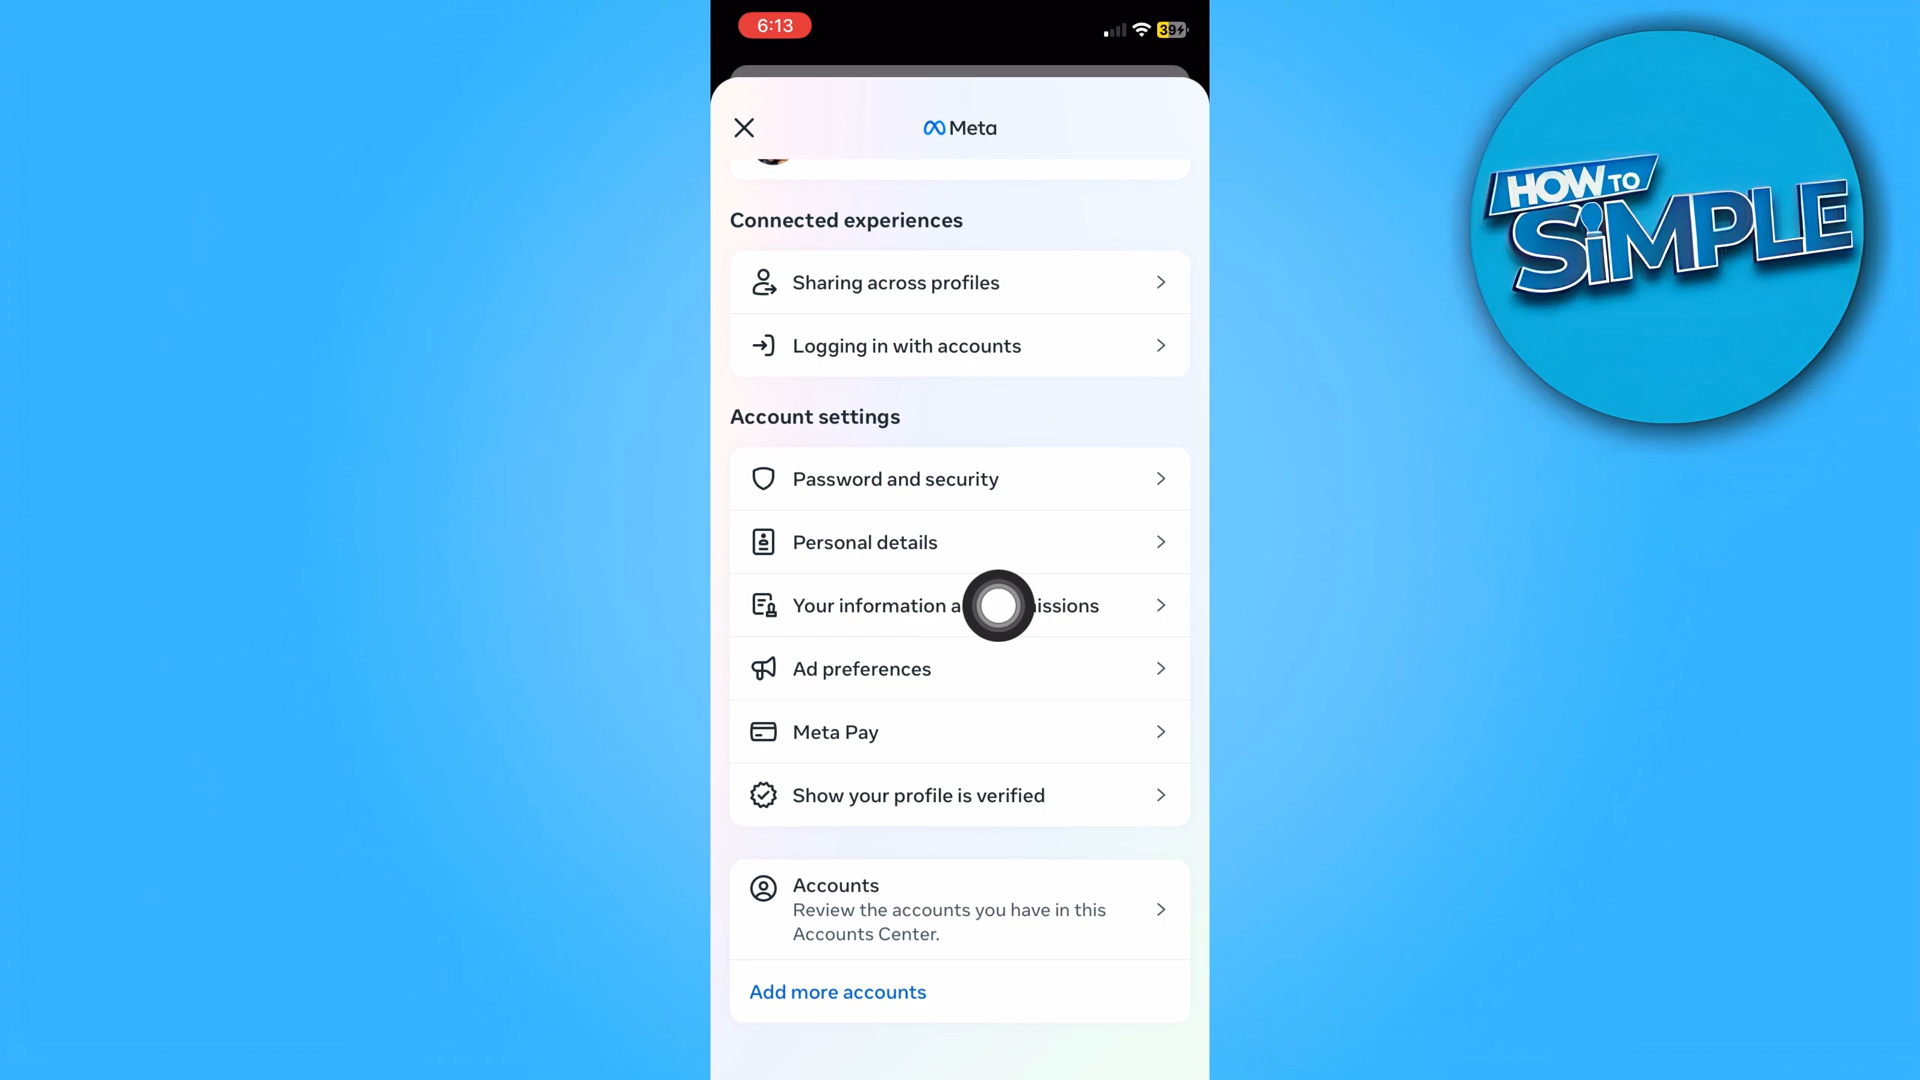 6:13
39
Meta
HOW TO
SiMPLE
Connected experiences
Sharing across profiles
Logging in with accounts
Account settings
Password and security
Personal details
Your information a issions
Ad preferences
Meta Pay
Show your profile is verified
Accounts
Review the accounts you have in this
Accounts Center.
Add more accounts